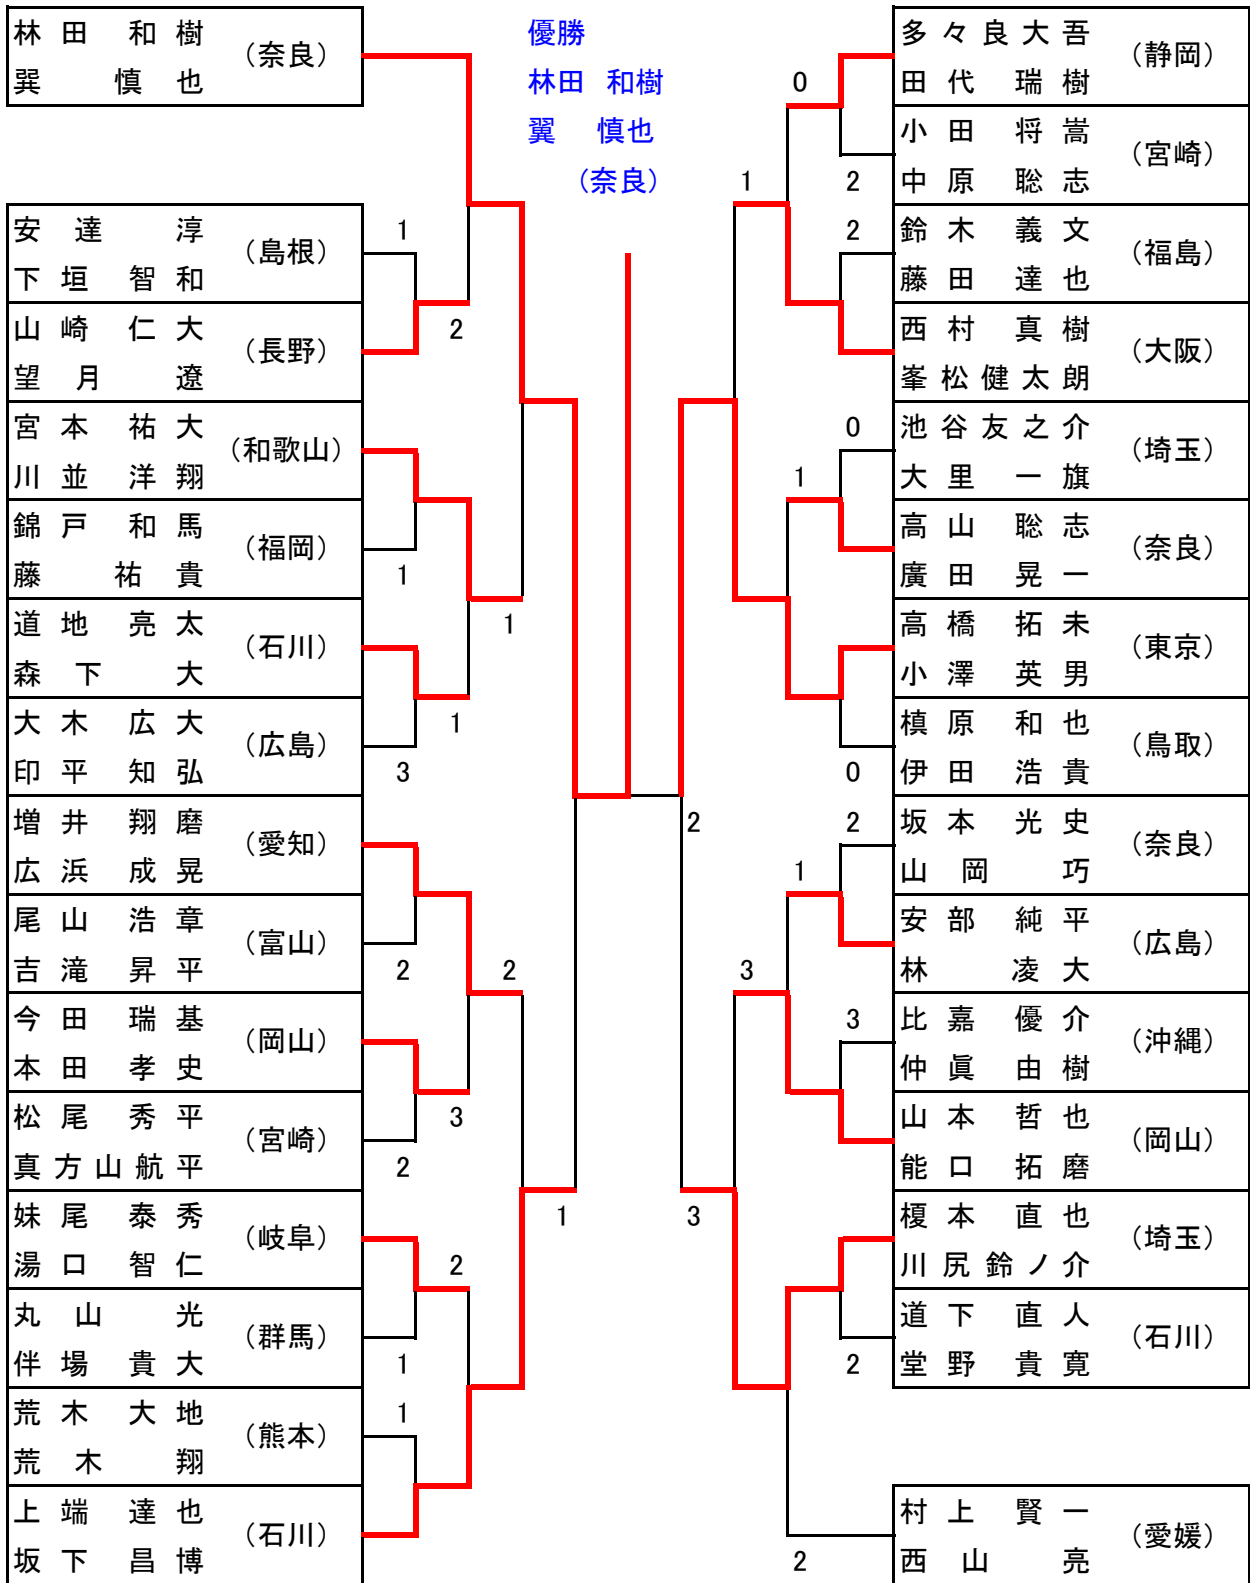 林田 和樹 (奈良)
巽 慎也
安達 淳 (島根)
下垣 智和
1
山崎 仁大 (長野)
望月 遼
2
宮本 祐大 (和歌山)
川並 洋翔
錦戸 和馬 (福岡)
藤 祐貴
1
道地 亮太 (石川)
森下 大
1
大木 広大 (広島)
印平 知弘
1
3
増井 翔磨 (愛知)
広浜 成晃
尾山 浩章 (富山)
吉滝 昇平
2
2
今田 瑞基 (岡山)
本田 孝史
松尾 秀平 (宮崎)
真方山航平
3
2
妹尾 泰秀 (岐阜)
湯口 智仁
1
2
丸山 光 (群馬)
伴場 貴大
1
荒木 大地 (熊本)
荒木 翔
1
上端 達也 (石川)
坂下 昌博
優勝
林田 和樹
翼 慎也
(奈良)
多々良大吾 (静岡)
田代 瑞樹
0
小田 将嵩 (宮崎)
中原 聡志
2
1
鈴木 義文 (福島)
藤田 達也
2
西村 真樹 (大阪)
峯松健太朗
池谷友之介 (埼玉)
大里 一旗
0
1
高山 聡志 (奈良)
廣田 晃一
高橋 拓未 (東京)
小澤 英男
槙原 和也 (鳥取)
伊田 浩貴
0
2
坂本 光史 (奈良)
山岡 巧
2
1
安部 純平 (広島)
林 凌大
3
比嘉 優介 (沖縄)
仲眞 由樹
3
山本 哲也 (岡山)
能口 拓磨
3
榎本 直也 (埼玉)
川尻鈴ノ介
道下 直人 (石川)
堂野 貴寛
2
村上 賢一 (愛媛)
西山 亮
2